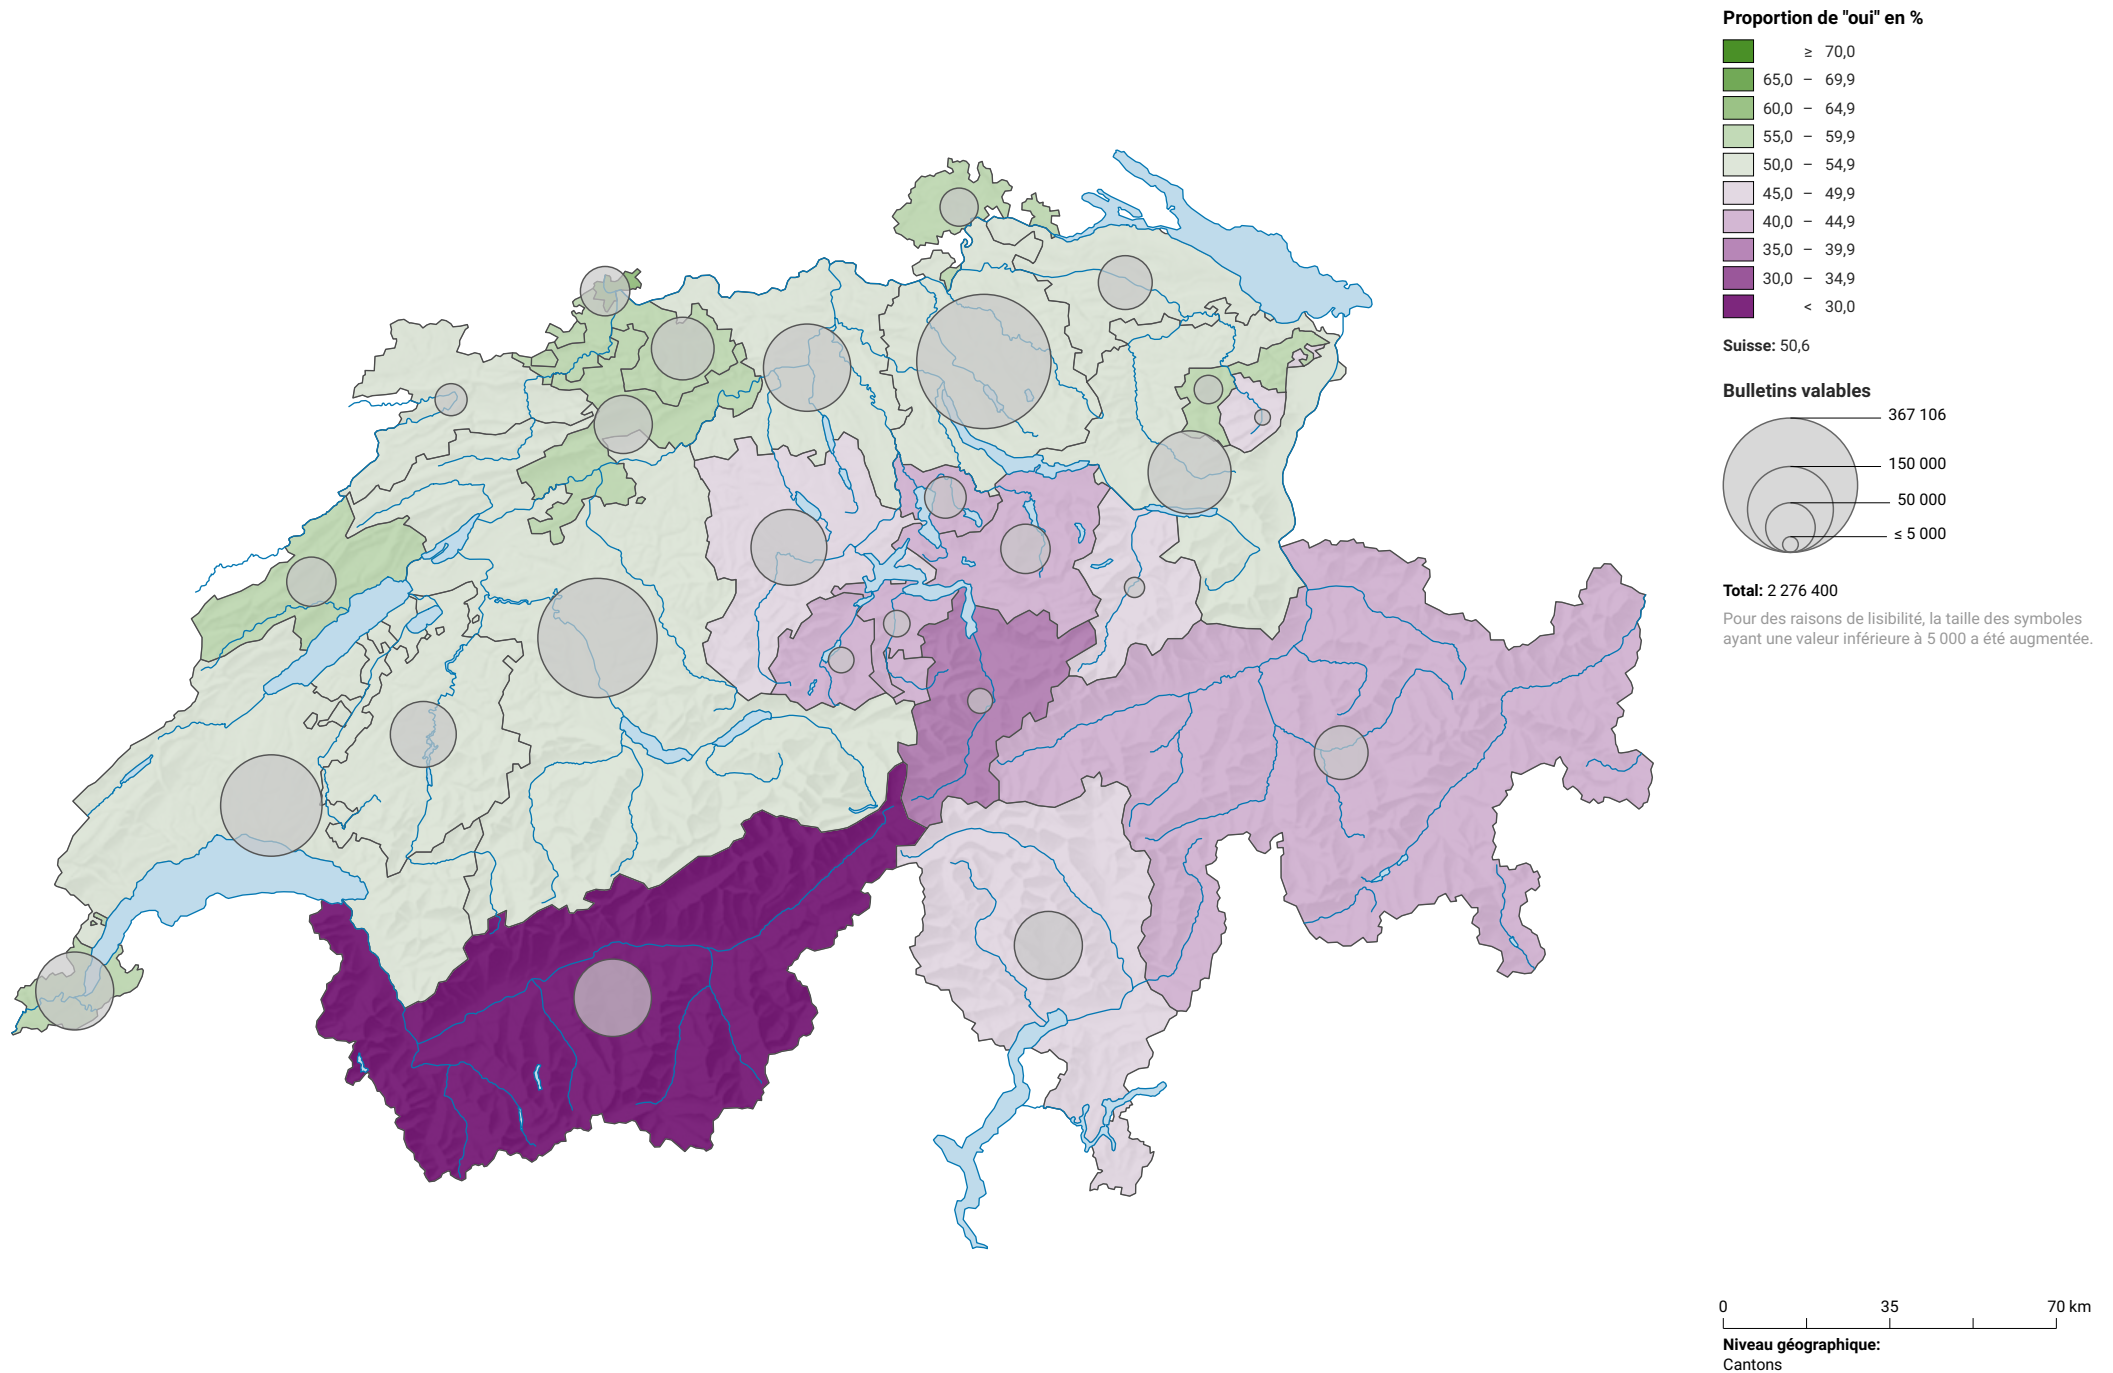 Proportion de "oui" en %
≥ 70,0
65,0 – 69,9
60,0 – 64,9
55,0 – 59,9
50,0 – 54,9
45,0 – 49,9
40,0 – 44,9
35,0 – 39,9
30,0 – 34,9
< 30,0
Suisse: 50,6
Bulletins valables
367 106
150 000
50 000
≤ 5 000
Total: 2 276 400
Pour des raisons de lisibilité, la taille des symboles
ayant une valeur inférieure à 5 000 a été augmentée.
0 35 70 km
Niveau géographique:
Cantons